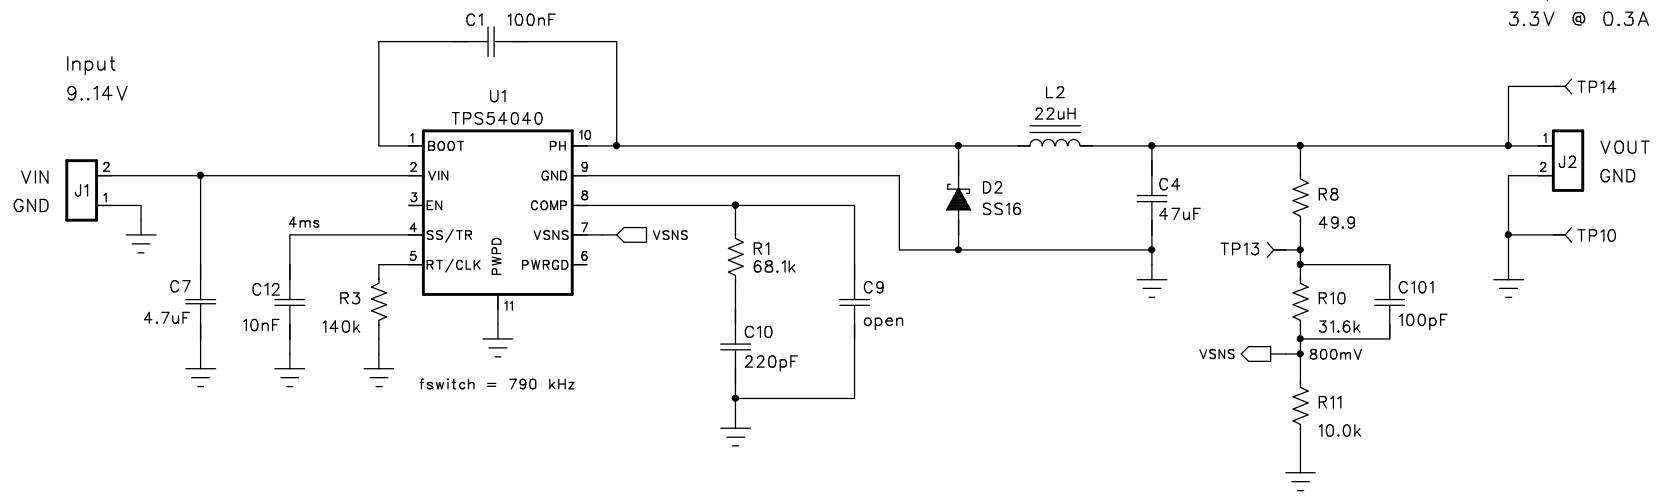 3.3V @ 0.3A
C1 100nF
Input
9..14V
U1
TPS54040
L2
22uH
TP14
1 BOOT
PH 10
2 VIN
GND 9
3 EN
COMP 8
4 SS/TR
VSNS 7
5 RT/CLK
PWRGD 6
PWPD
11
VIN
GND
J1
2
1
4ms
VSNS
D2
SS16
C4
47uF
R8
49.9
1
2
J2
VOUT
GND
TP13
TP10
R1
68.1k
C7
4.7uF
C12
10nF
R3
140k
C9
open
C10
220pF
R10
31.6k
C101
100pF
VSNS
800mV
fswitch = 790 kHz
R11
10.0k